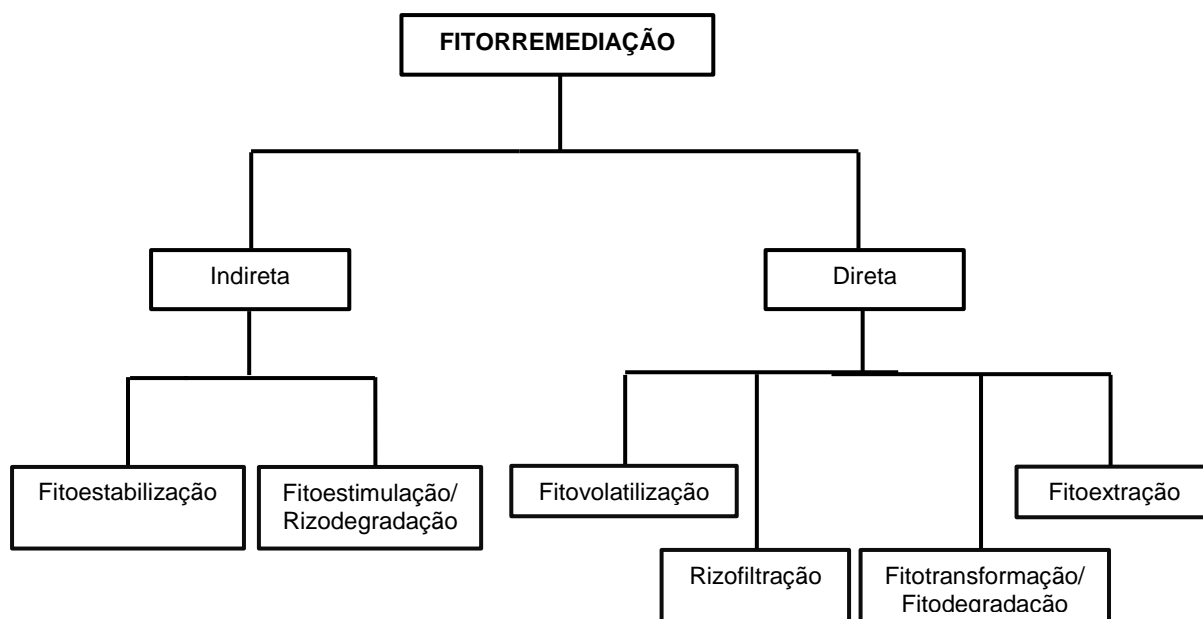 FITORREMEDIAÇÃO
Indireta
Direta
Fitoestabilização
Fitoestimulação/
Rizodegradação
Fitovolatilização
Fitoextração
Rizofiltração
Fitotransformação/
Fitodegradação